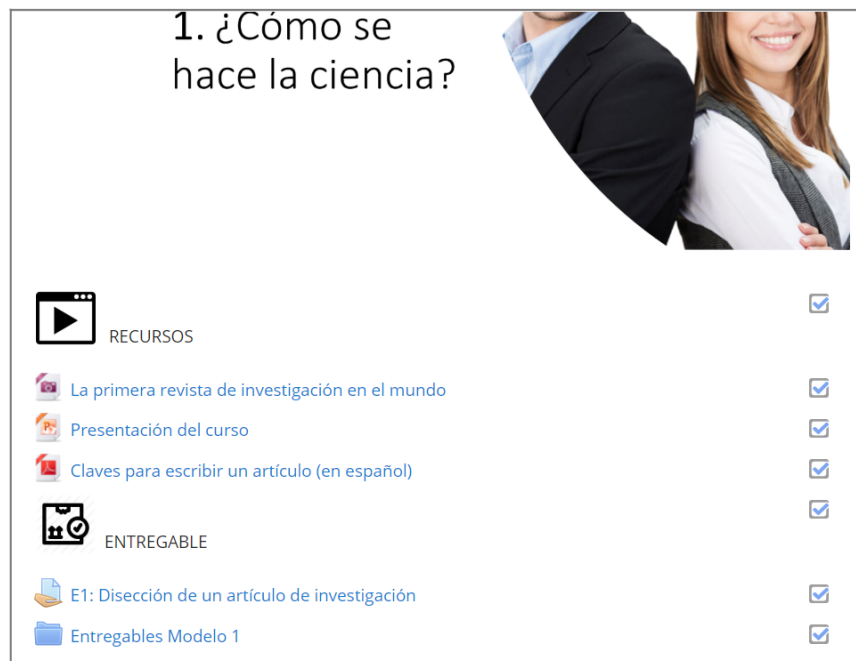 1. ¿Cómo se
hace la ciencia?
RECURSOS
La primera revista de investigación en el mundo
Presentación del curso
Claves para escribir un artículo (en español)
ENTREGABLE
E1: Disección de un artículo de investigación
Entregables Modelo 1